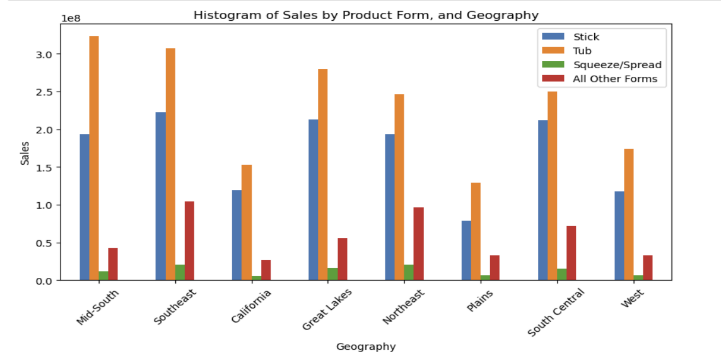 Histogram of Sales by Product Form, and Geography
1e8
Stick
Tub
Squeeze/Spread
All Other Forms
3.0
2.5
2.0
1.5
1.0
0.5
0.0
Sales
Mid-South
Southeast
California
Great Lakes
Northeast
Plains
South Central
West
Geography